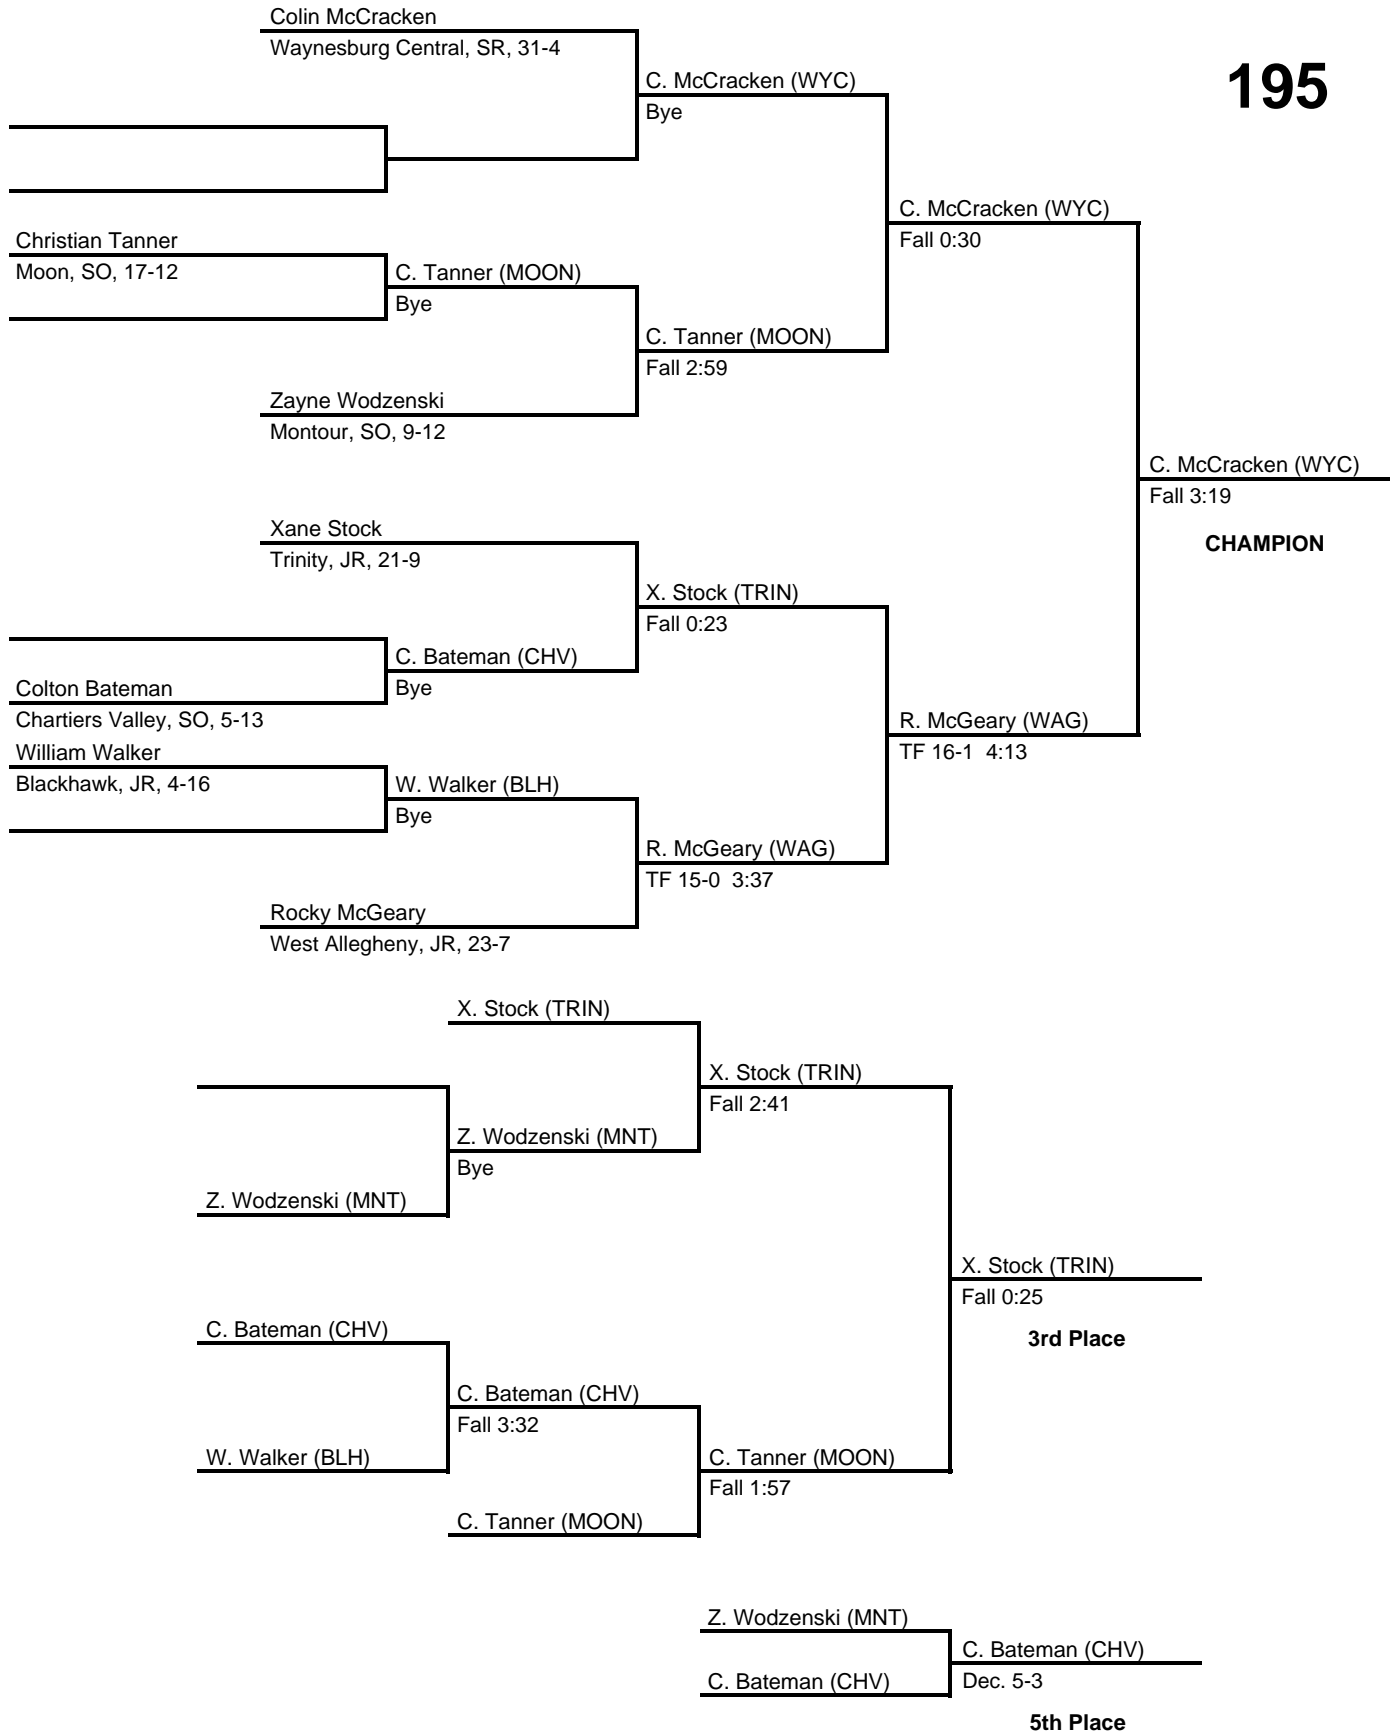 Colin McCracken
Waynesburg Central, SR, 31-4
195
C. McCracken (WYC)
Bye
C. McCracken (WYC)
Fall 0:30
Christian Tanner
Moon, SO, 17-12
C. Tanner (MOON)
Bye
C. Tanner (MOON)
Fall 2:59
Zayne Wodzenski
Montour, SO, 9-12
C. McCracken (WYC)
Fall 3:19
CHAMPION
Xane Stock
Trinity, JR, 21-9
X. Stock (TRIN)
Fall 0:23
C. Bateman (CHV)
Bye
Colton Bateman
Chartiers Valley, SO, 5-13
R. McGeary (WAG)
TF 16-1 4:13
William Walker
Blackhawk, JR, 4-16
W. Walker (BLH)
Bye
R. McGeary (WAG)
TF 15-0 3:37
Rocky McGeary
West Allegheny, JR, 23-7
X. Stock (TRIN)
X. Stock (TRIN)
Fall 2:41
Z. Wodzenski (MNT)
Bye
Z. Wodzenski (MNT)
X. Stock (TRIN)
Fall 0:25
3rd Place
C. Bateman (CHV)
C. Bateman (CHV)
Fall 3:32
W. Walker (BLH)
C. Tanner (MOON)
Fall 1:57
C. Tanner (MOON)
Z. Wodzenski (MNT)
C. Bateman (CHV)
Dec. 5-3
C. Bateman (CHV)
5th Place